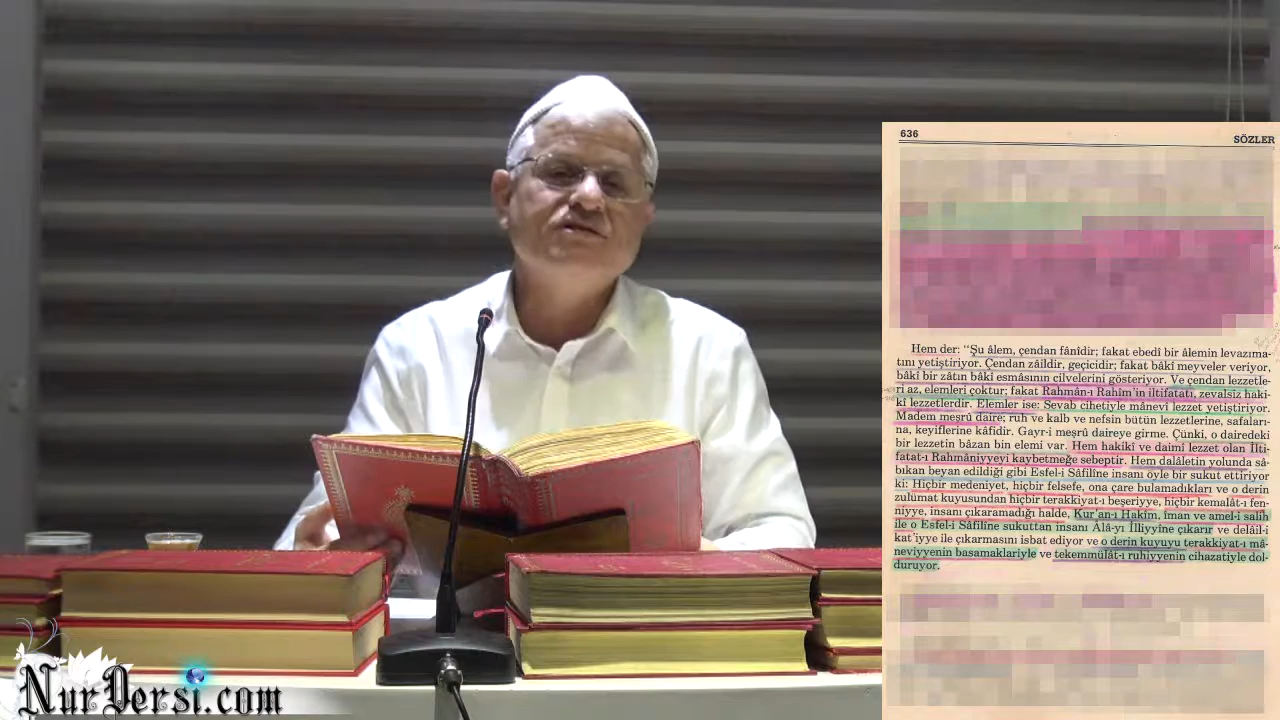 636
SÖZLER
Hem der: "Şu âlem, çendan fânîdir; fakat ebedî bir âlemin levazıma-
tını yetiştiriyor. Çendan zâildir, geçicidir; fakat bâki meyveler veriyor,
bâki bir zâtın bâki esmâsının cilvelerini gösteriyor. Ve çendan lezzetle-
ri az, elemleri çoktur; fakat Rahmân-ı Rahîm'in iltifatatı, zevalsiz haki-
kî lezzetlerdir. Elemler ise: Sevab cihetiyle mânevî lezzet yetiştiriyor.
Madem meşrû daire; ruh ve kalb ve nefsin bütün lezzetlerine, safaları-
na, keyiflerine kâfidir. Gayr-i meşrû daireye girme. Çünki, o dairedeki
bir lezzetin bâzan bin elemi var. Hem hakîkî ve daimî lezzet olan İlti-
fatat-ı Rahmâniyyeyi kaybetmeğe sebeptir. Hem dalâletin yolunda sâ-
bıkan beyan edildiği gibi Esfel-i Sâfilîne insanı öyle bir sukut ettiriyor
ki: Hiçbir medeniyet, hiçbir felsefe, ona çare bulamadıkları ve o derin
zulümat kuyusundan hiçbir terakkiyat-ı beşeriyye, hiçbir kemalât-ı fen-
niyye, insanı çıkaramadığı halde, Kur'an-ı Hakîm, iman ve amel-i salih
ile o Esfel-i Sâfilîne sukuttan insanı Âlâ-yı İlliyyîne çıkarır ve delâil-i
kat'iyye ile çıkarmasını isbat ediyor ve o derin kuyuyu terakkiyat-ı mâ-
neviyyenin basamaklariyle ve tekemmülât-ı ruhiyyenin cihazatiyle dol-
duruyor.
NurDersi.com